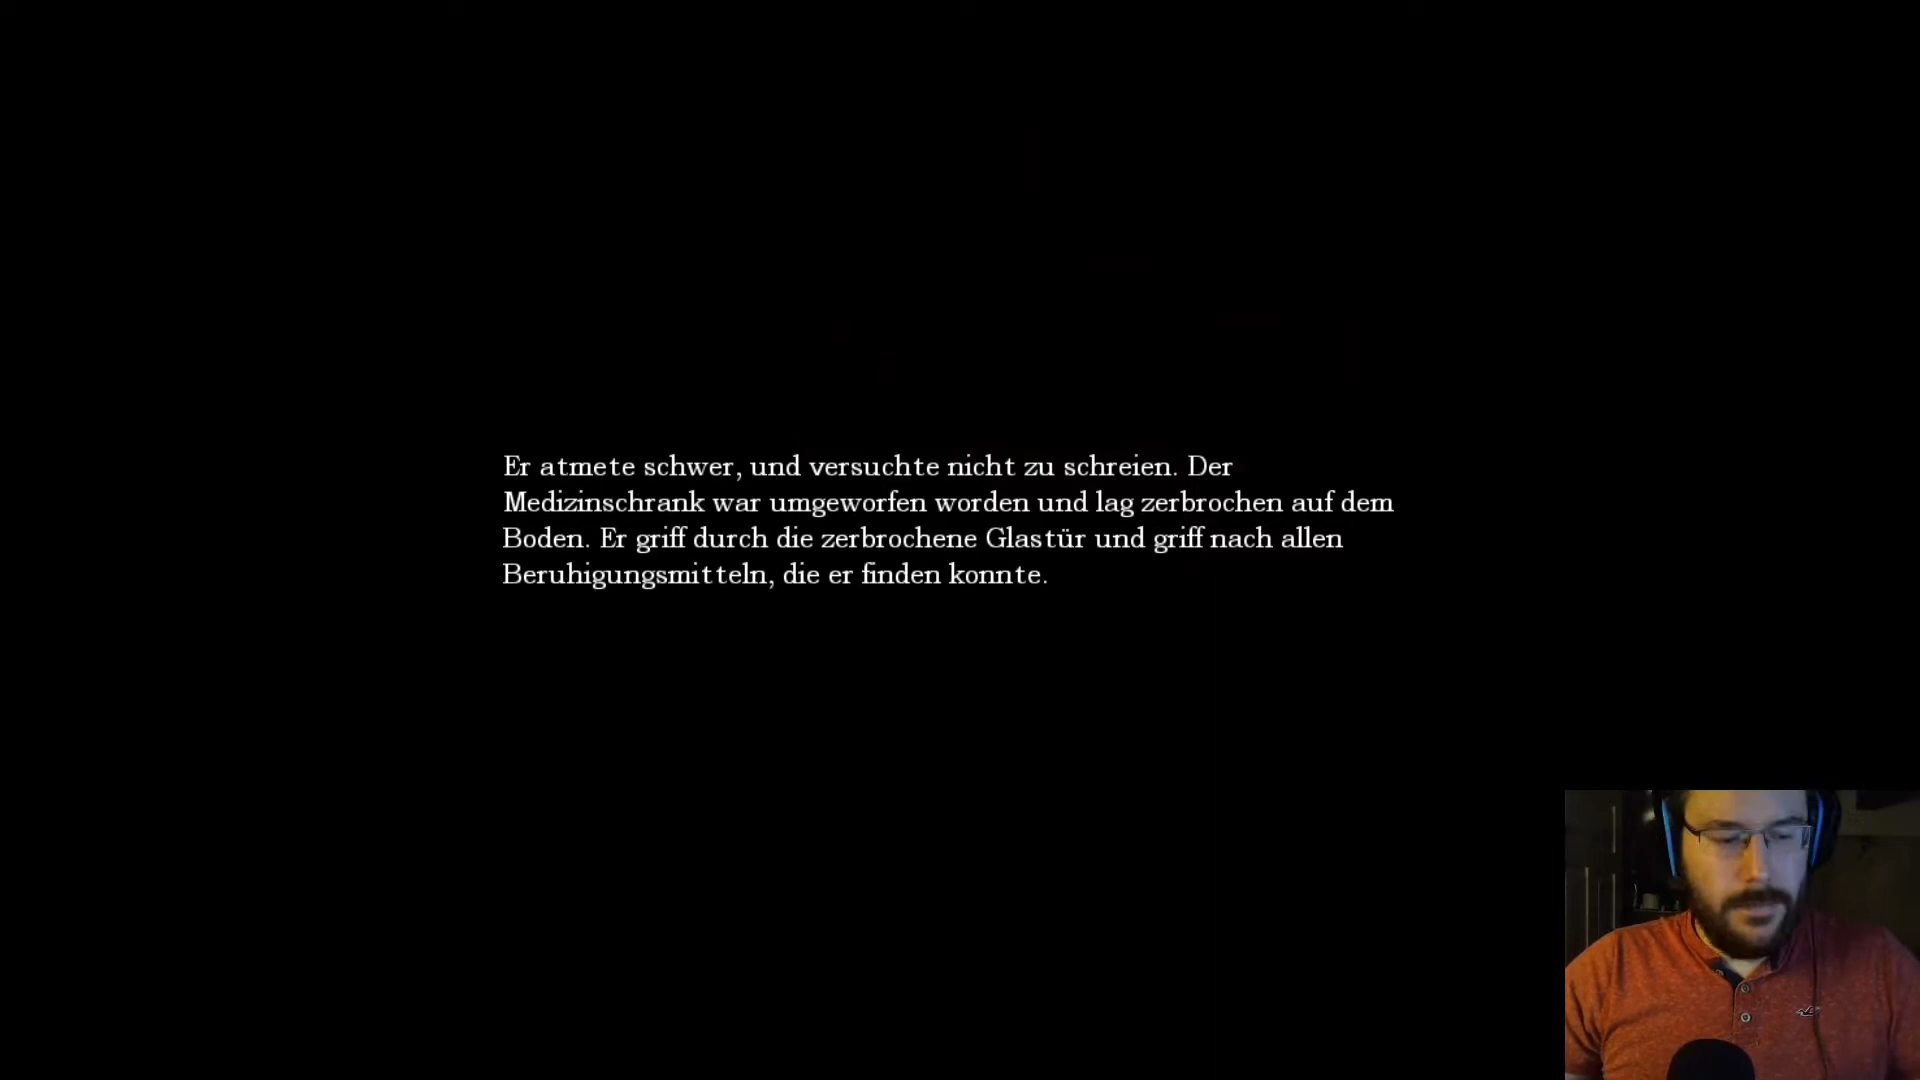 Er atmete schwer, und versuchte nicht zu schreien. Der
Medizinschrank war umgeworfen worden und lag zerbrochen auf dem
Boden. Er griff durch die zerbrochene Glastür und griff nach allen
Beruhigungsmitteln, die er finden konnte.